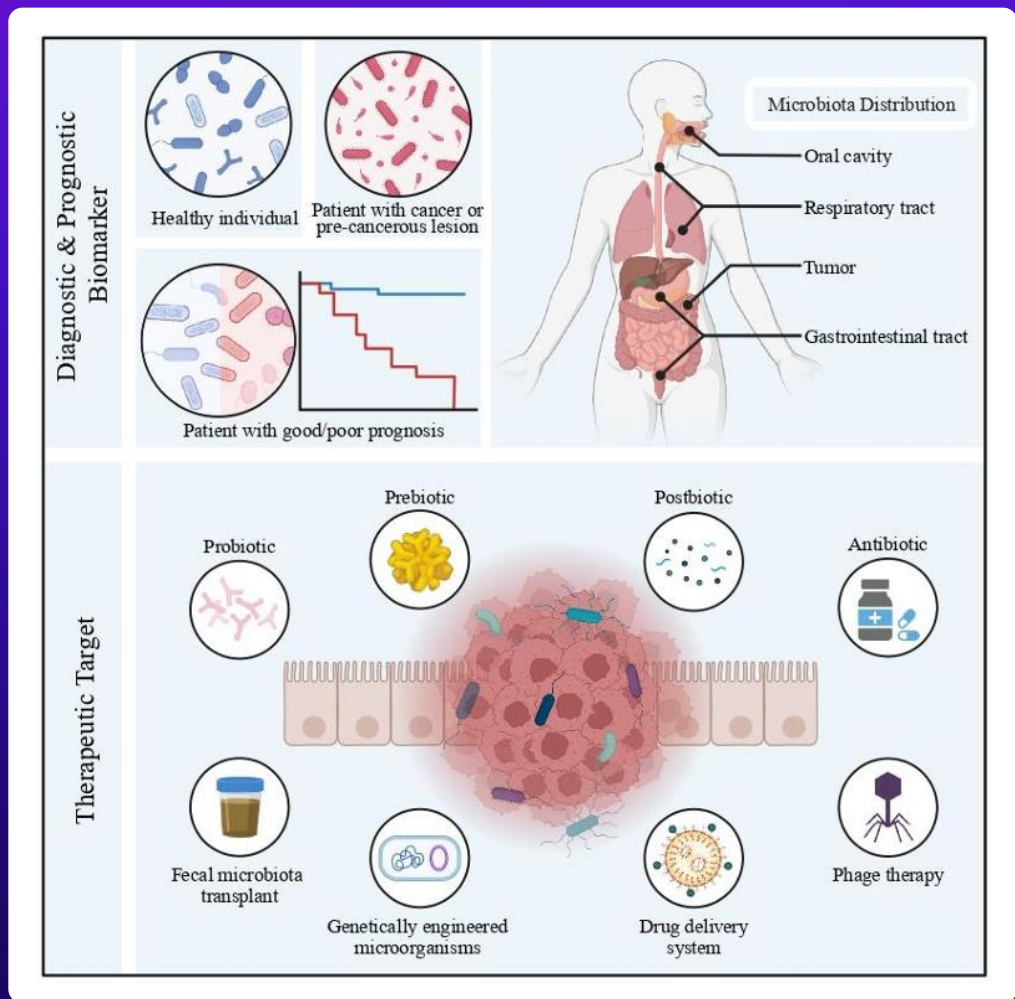 Diagnostic & Prognostic
Biomarker
Healthy individual
Patient with cancer or
pre-cancerous lesion
Patient with good/poor prognosis
Microbiota Distribution
Oral cavity
Respiratory tract
Tumor
Gastrointestinal tract
Therapeutic Target
Probiotic
Prebiotic
Postbiotic
Antibiotic
Fecal microbiota
transplant
Genetically engineered
microorganisms
Drug delivery
system
Phage therapy